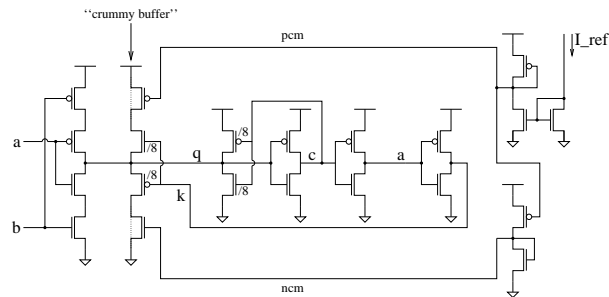 ‘‘crummy buffer’’
pcm
I_ref
a
/8
/8
q
c
a
/8
/8
k
b
ncm